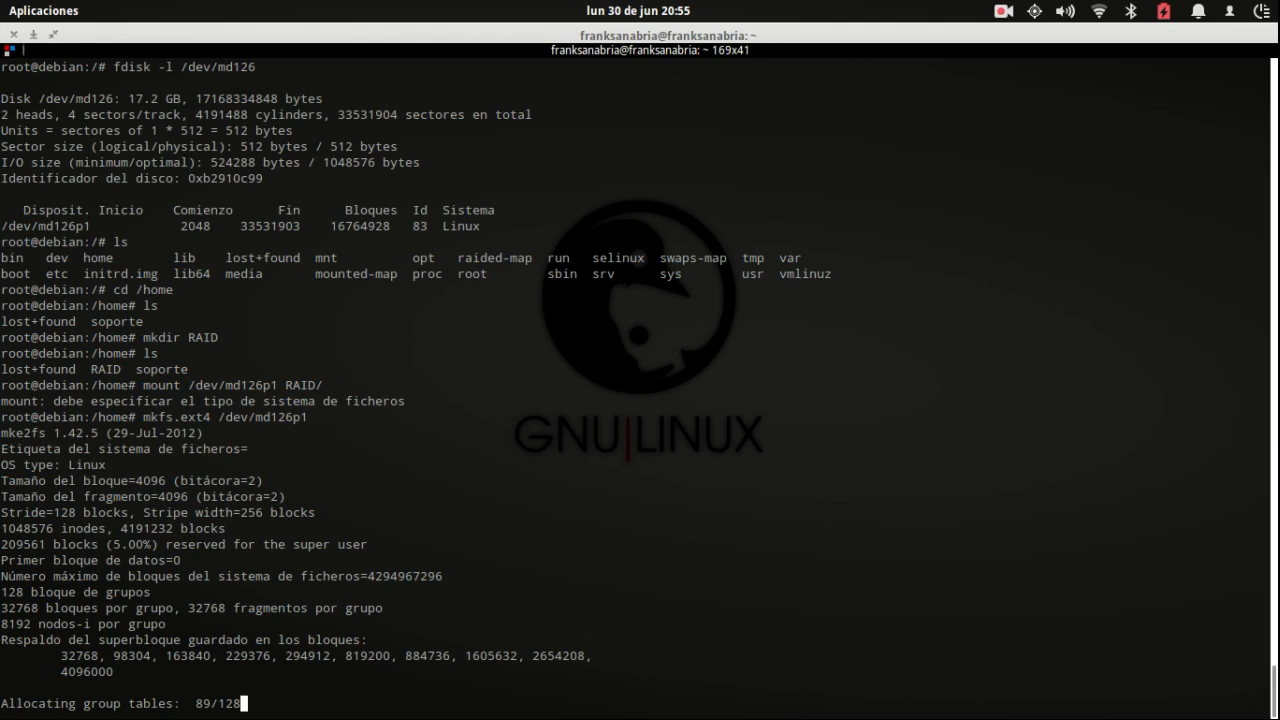 Aplicaciones
lun 30 de jun 20:55
franksanabria@franksanabria: ~
franksanabria@franksanabria: ~ 169x41
root@debian:/# fdisk -l /dev/md126
Disk /dev/md126: 17.2 GB, 17168334848 bytes
2 heads, 4 sectors/track, 4191488 cylinders, 33531904 sectores en total
Units = sectores of 1 * 512 = 512 bytes
Sector size (logical/physical): 512 bytes / 512 bytes
I/O size (minimum/optimal): 524288 bytes / 1048576 bytes
Identificador del disco: 0xb2910c99
Disposit. Inicio    Comienzo      Fin      Bloques  Id  Sistema
/dev/md126p1            2048    33531903    16764928   83  Linux
root@debian:/# ls
bin   dev  home        lib    lost+found  mnt          opt   raided-map  run   selinux  swaps-map  tmp  var
boot  etc  initrd.img  lib64  media       mounted-map  proc  root        sbin  srv      sys        usr  vmlinuz
root@debian:/# cd /home
root@debian:/home# ls
lost+found  soporte
root@debian:/home# mkdir RAID
root@debian:/home# ls
lost+found  RAID  soporte
root@debian:/home# mount /dev/md126p1 RAID/
mount: debe especificar el tipo de sistema de ficheros
root@debian:/home# mkfs.ext4 /dev/md126p1
mke2fs 1.42.5 (29-Jul-2012)
Etiqueta del sistema de ficheros=
OS type: Linux
Tamaño del bloque=4096 (bitácora=2)
Tamaño del fragmento=4096 (bitácora=2)
Stride=128 blocks, Stripe width=256 blocks
1048576 inodes, 4191232 blocks
209561 blocks (5.00%) reserved for the super user
Primer bloque de datos=0
Número máximo de bloques del sistema de ficheros=4294967296
128 bloque de grupos
32768 bloques por grupo, 32768 fragmentos por grupo
8192 nodos-i por grupo
Respaldo del superbloque guardado en los bloques:
32768, 98304, 163840, 229376, 294912, 819200, 884736, 1605632, 2654208,
4096000
Allocating group tables:  89/128
GNU|LINUX